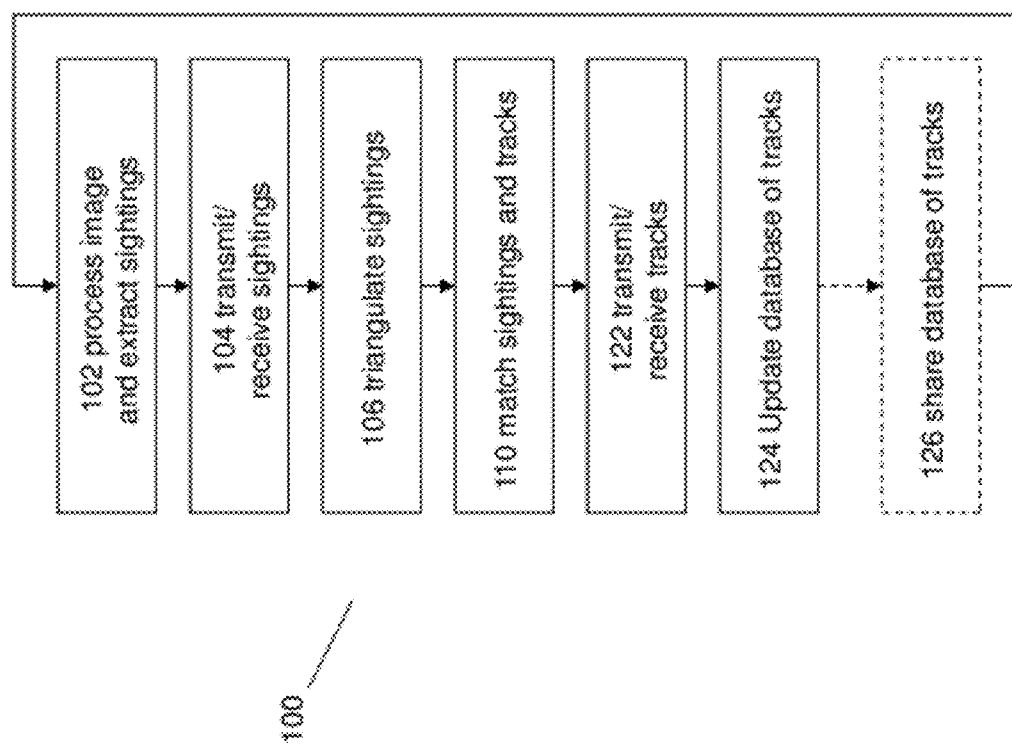 102 process image
and extract sightings
104 transmit/
receive sightings
106 triangulate sightings
110 match sightings and tracks
122 transmit/
receive tracks
124 Update database of tracks
126 share database of tracks
100